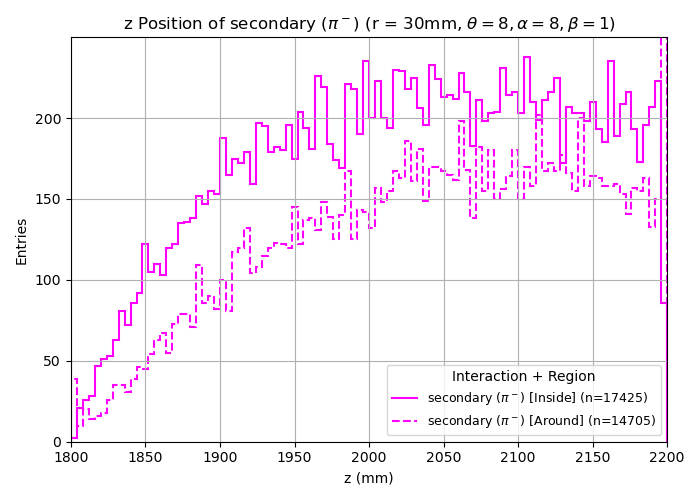 z Position of secondary (π⁻) (r = 30mm, θ = 8, α = 8, β = 1)
Entries
200
150
100
50
0
1800 1850 1900 1950 2000 2050 2100 2150 2200
z (mm)
Interaction + Region
secondary (π⁻) [Inside] (n=17425)
secondary (π⁻) [Around] (n=14705)